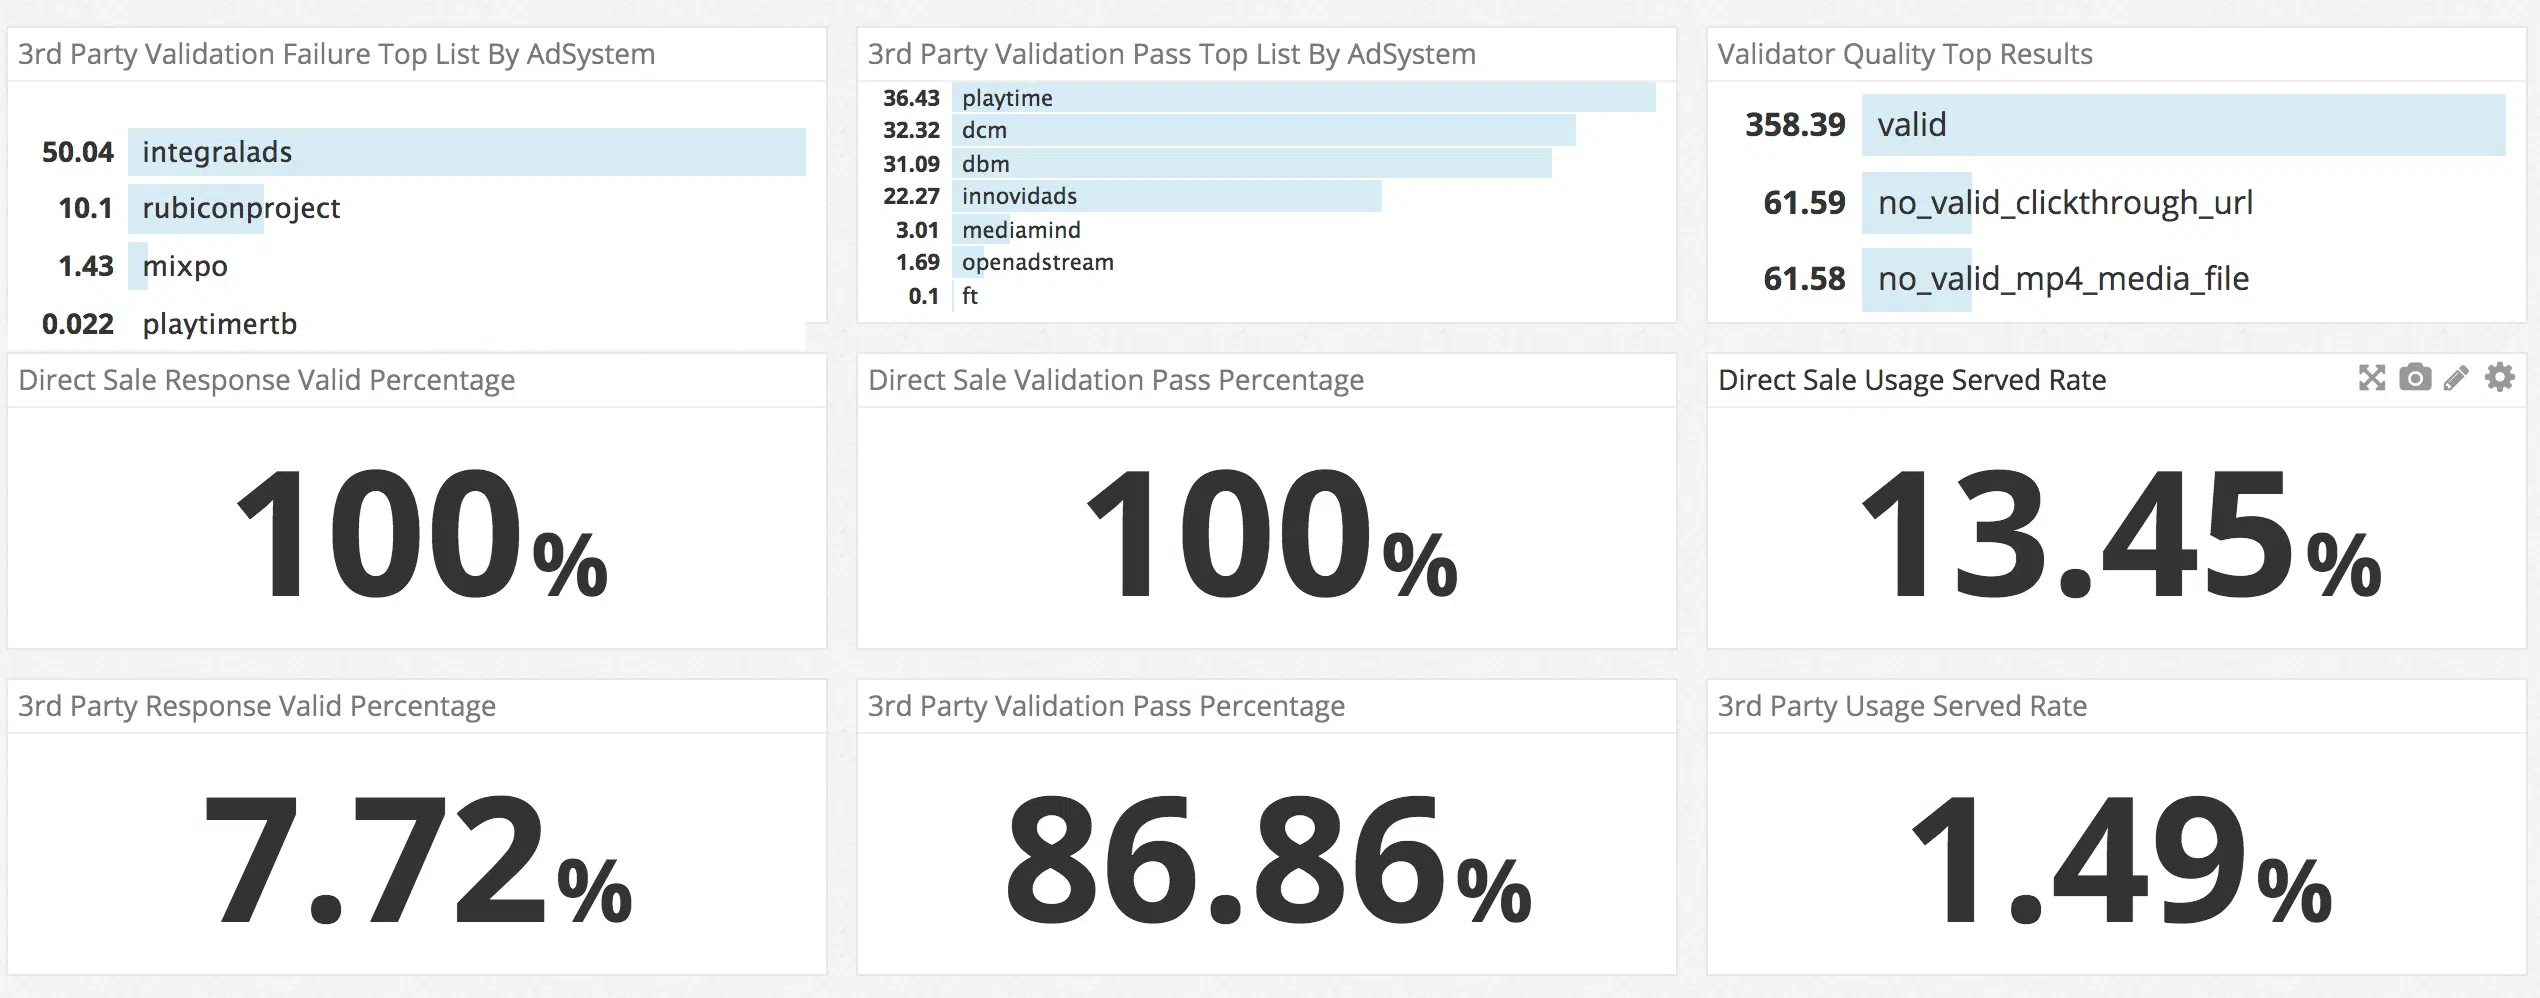 3rd Party Validation Failure Top List By AdSystem
50.04 integralads
10.1 rubiconproject
1.43 mixpo
0.022 playtimertb
3rd Party Validation Pass Top List By AdSystem
36.43 playtime
32.32 dcm
31.09 dbm
22.27 innovidads
3.01 mediamind
1.69 openadstream
0.1 ft
Validator Quality Top Results
358.39 valid
61.59 no_valid_clickthrough_url
61.58 no_valid_mp4_media_file
Direct Sale Response Valid Percentage
100%
Direct Sale Validation Pass Percentage
100%
Direct Sale Usage Served Rate
13.45%
3rd Party Response Valid Percentage
7.72%
3rd Party Validation Pass Percentage
86.86%
3rd Party Usage Served Rate
1.49%